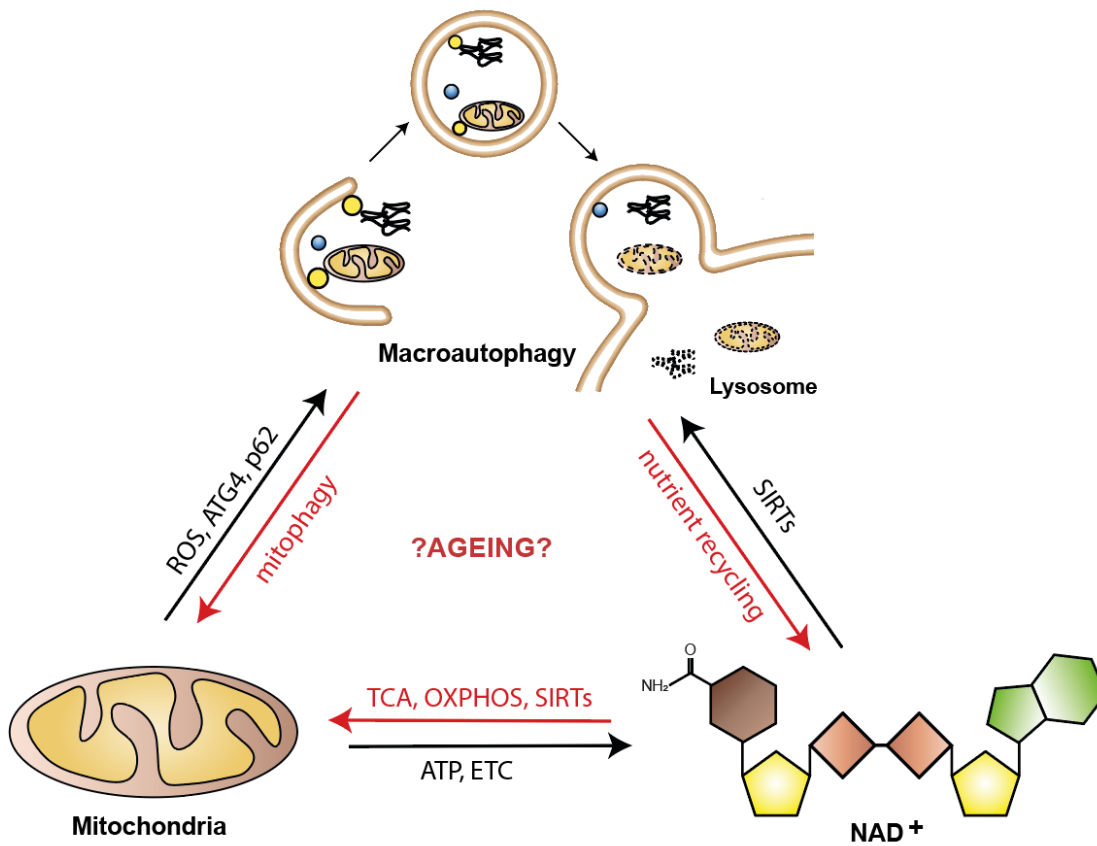 Macroautophagy
Lysosome
ROS, ATG4, p62
mitophagy
?AGEING?
nutrient recycling
SIRTs
O
NH₂
TCA, OXPHOS, SIRTs
ATP, ETC
Mitochondria
NAD⁺